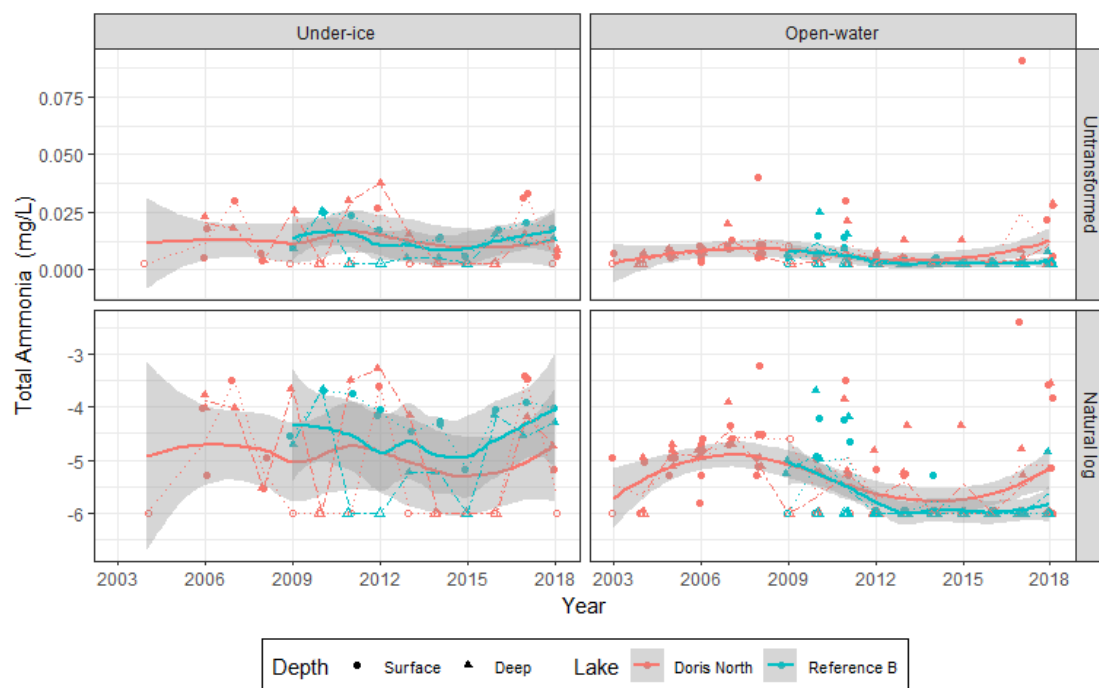 Under-ice Open-water
Total Ammonia (mg/L)
0.075
0.050
0.025
0.000
Untransformed
-3
-4
-5
-6
Natural log
2003 2006 2009 2012 2015 2018 2003 2006 2009 2012 2015 2018
Year
Depth Surface Deep Lake Doris North Reference B